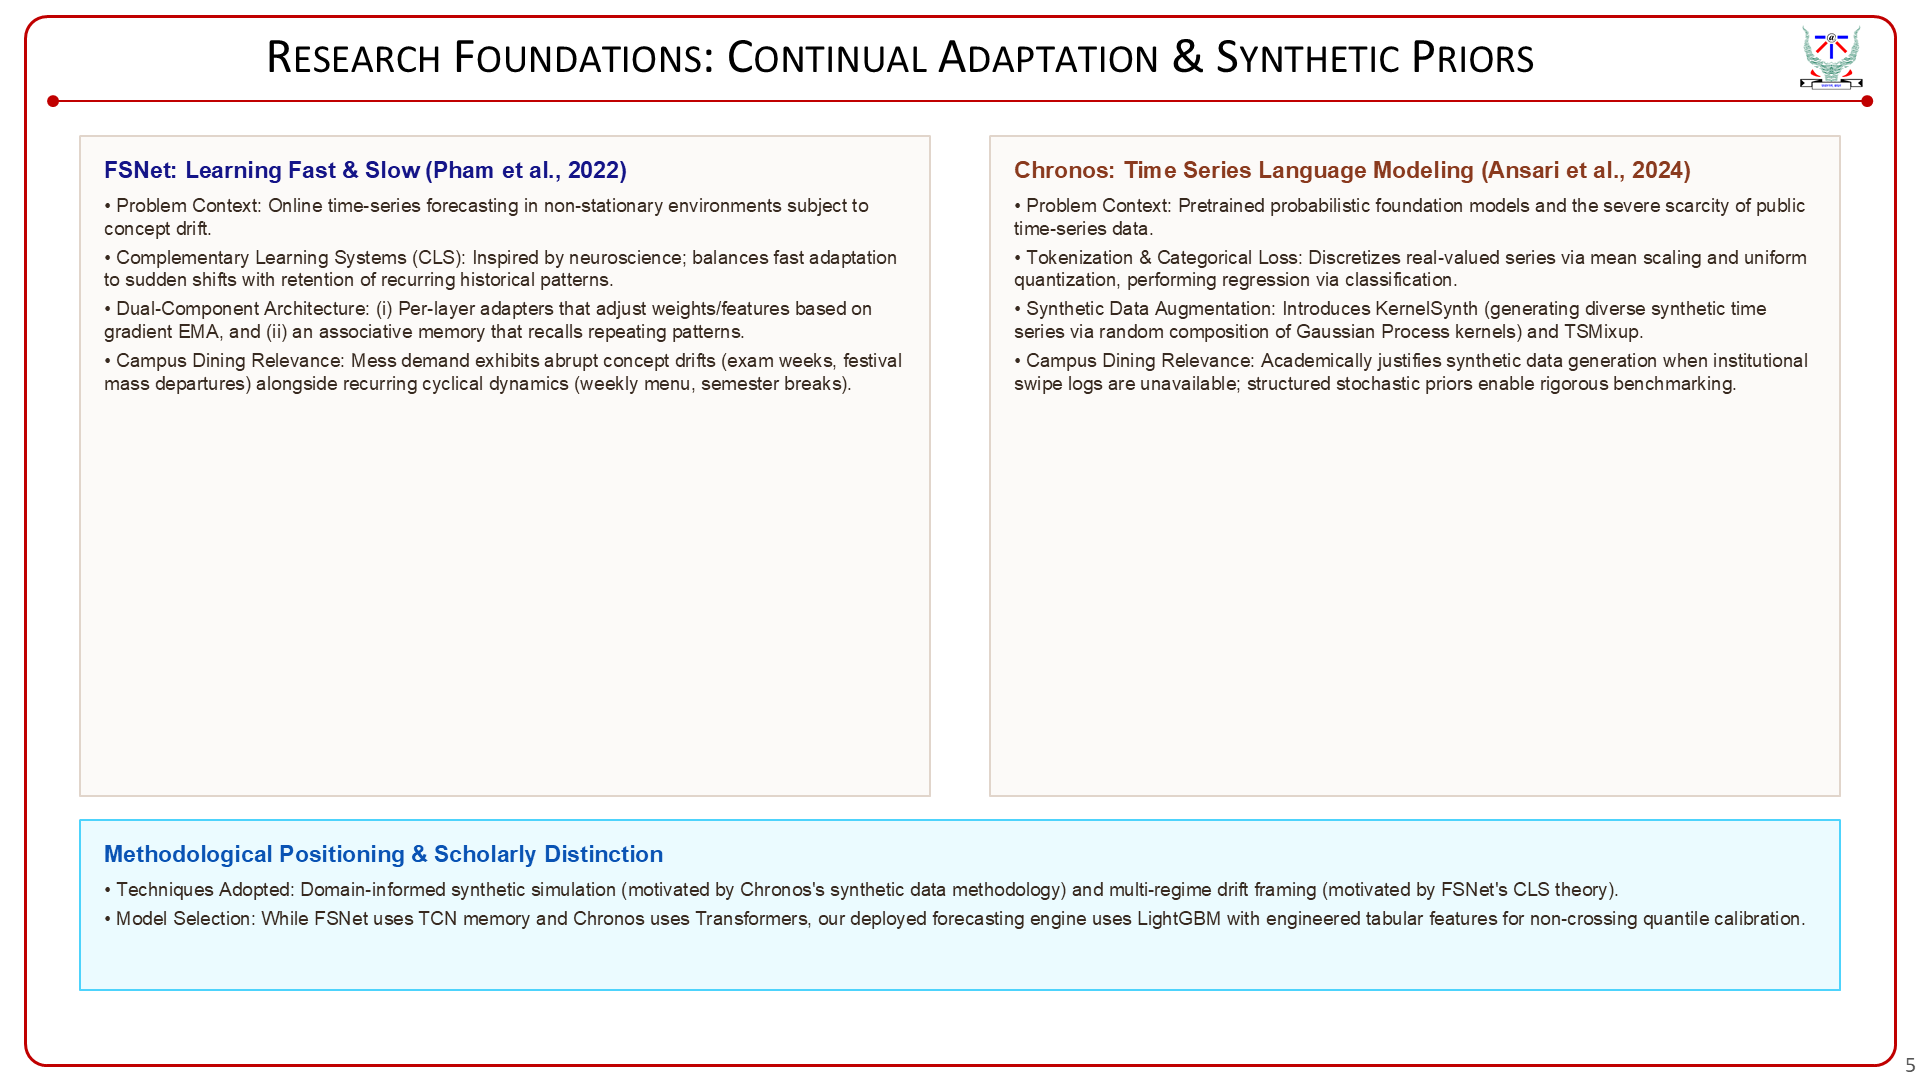 RESEARCH FOUNDATIONS: CONTINUAL ADAPTATION & SYNTHETIC PRIORS
FSNet: Learning Fast & Slow (Pham et al., 2022)
• Problem Context: Online time-series forecasting in non-stationary environments subject to
concept drift.
• Complementary Learning Systems (CLS): Inspired by neuroscience; balances fast adaptation
to sudden shifts with retention of recurring historical patterns.
• Dual-Component Architecture: (i) Per-layer adapters that adjust weights/features based on
gradient EMA, and (ii) an associative memory that recalls repeating patterns.
• Campus Dining Relevance: Mess demand exhibits abrupt concept drifts (exam weeks, festival
mass departures) alongside recurring cyclical dynamics (weekly menu, semester breaks).
Chronos: Time Series Language Modeling (Ansari et al., 2024)
• Problem Context: Pretrained probabilistic foundation models and the severe scarcity of public
time-series data.
• Tokenization & Categorical Loss: Discretizes real-valued series via mean scaling and uniform
quantization, performing regression via classification.
• Synthetic Data Augmentation: Introduces KernelSynth (generating diverse synthetic time
series via random composition of Gaussian Process kernels) and TSMixup.
• Campus Dining Relevance: Academically justifies synthetic data generation when institutional
swipe logs are unavailable; structured stochastic priors enable rigorous benchmarking.
Methodological Positioning & Scholarly Distinction
• Techniques Adopted: Domain-informed synthetic simulation (motivated by Chronos's synthetic data methodology) and multi-regime drift framing (motivated by FSNet's CLS theory).
• Model Selection: While FSNet uses TCN memory and Chronos uses Transformers, our deployed forecasting engine uses LightGBM with engineered tabular features for non-crossing quantile calibration.
5